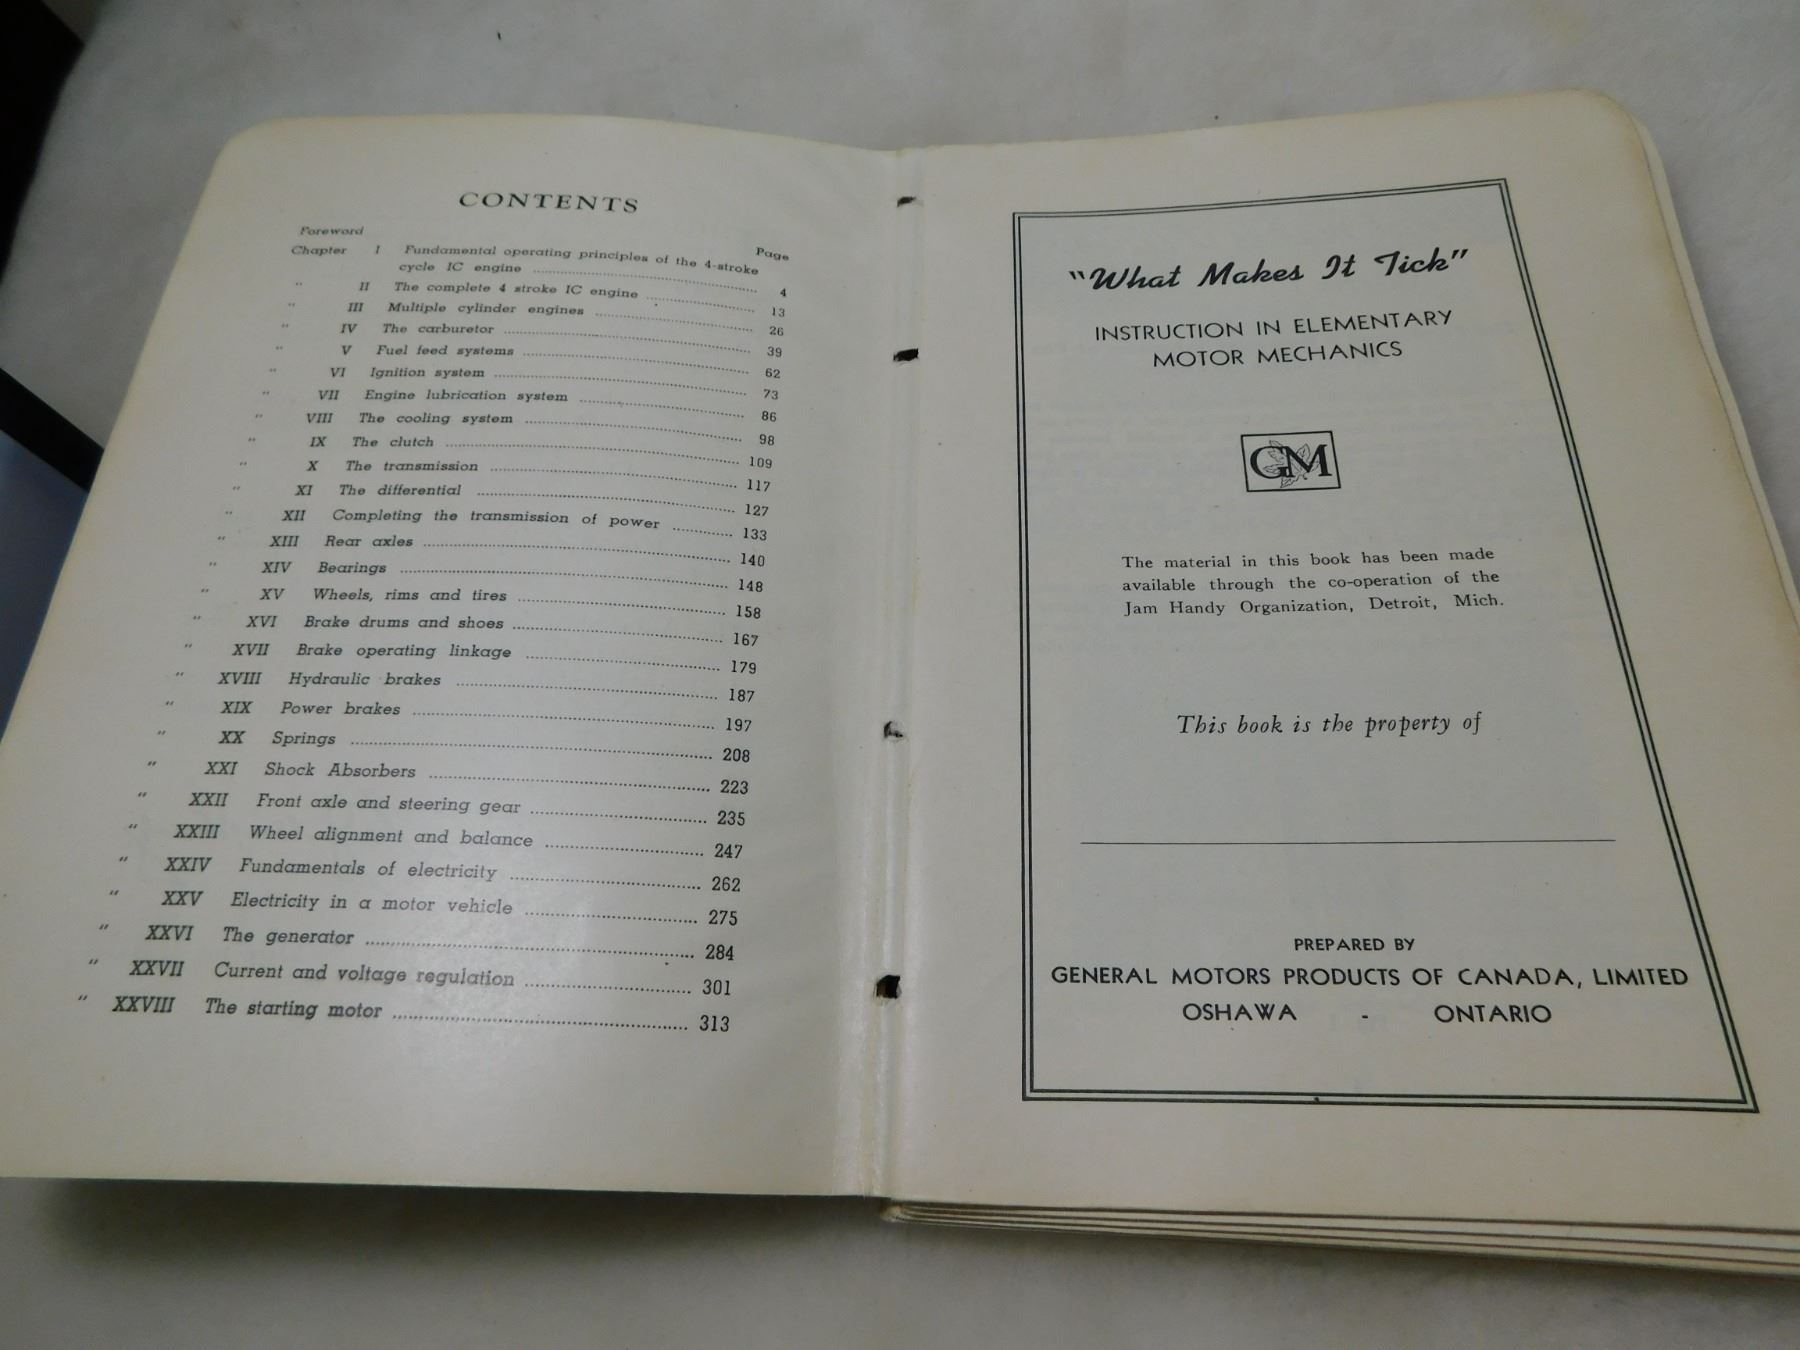 CONTENTS
Foreword
Page
Chapter I Fundamental operating principles of the 4-stroke
cycle IC engine ........ 4
" II The complete 4 stroke IC engine ........ 13
" III Multiple cylinder engines ........ 26
" IV The carburetor ........ 39
" V Fuel feed systems ........ 62
" VI Ignition system ........ 73
" VII Engine lubrication system ........ 86
" VIII The cooling system ........ 98
" IX The clutch ........ 109
" X The transmission ........ 117
" XI The differential ........ 127
" XII Completing the transmission of power ........ 133
" XIII Rear axles ........ 140
" XIV Bearings ........ 148
" XV Wheels, rims and tires ........ 158
" XVI Brake drums and shoes ........ 167
" XVII Brake operating linkage ........ 179
" XVIII Hydraulic brakes ........ 187
" XIX Power brakes ........ 197
" XX Springs ........ 208
" XXI Shock Absorbers ........ 223
" XXII Front axle and steering gear ........ 235
" XXIII Wheel alignment and balance ........ 247
" XXIV Fundamentals of electricity ........ 262
" XXV Electricity in a motor vehicle ........ 275
" XXVI The generator ........ 284
" XXVII Current and voltage regulation ........ 301
" XXVIII The starting motor ........ 313
"What Makes It Tick"
INSTRUCTION IN ELEMENTARY
MOTOR MECHANICS
GM
The material in this book has been made
available through the co-operation of the
Jam Handy Organization, Detroit, Mich.
This book is the property of
PREPARED BY
GENERAL MOTORS PRODUCTS OF CANADA, LIMITED
OSHAWA - ONTARIO